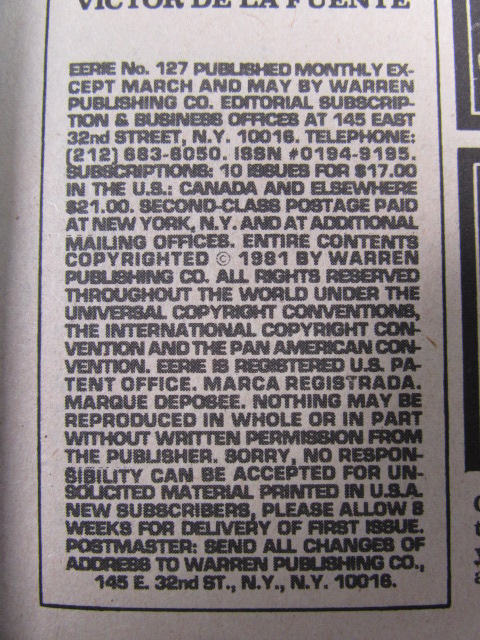 VICTOR DE LA FUENTE
EERIE No. 127 PUBLISHED MONTHLY EX-
CEPT MARCH AND MAY BY WARREN
PUBLISHING CO. EDITORIAL SUBSCRIP-
TION & BUSINESS OFFICES AT 145 EAST
32nd STREET, N.Y. 10016. TELEPHONE:
(212) 683-6050. ISSN #0194-9195.
SUBSCRIPTIONS: 10 ISSUES FOR $17.00
IN THE U.S.: CANADA AND ELSEWHERE
$21.00. SECOND-CLASS POSTAGE PAID
AT NEW YORK, N.Y. AND AT ADDITIONAL
MAILING OFFICES. ENTIRE CONTENTS
COPYRIGHTED © 1981 BY WARREN
PUBLISHING CO. ALL RIGHTS RESERVED
THROUGHOUT THE WORLD UNDER THE
UNIVERSAL COPYRIGHT CONVENTIONS,
THE INTERNATIONAL COPYRIGHT CON-
VENTION AND THE PAN AMERICAN CON-
VENTION. EERIE IS REGISTERED U.S. PA-
TENT OFFICE. MARCA REGISTRADA.
MARQUE DEPOSEE. NOTHING MAY BE
REPRODUCED IN WHOLE OR IN PART
WITHOUT WRITTEN PERMISSION FROM
THE PUBLISHER. SORRY, NO RESPON-
SIBILITY CAN BE ACCEPTED FOR UN-
SOLICITED MATERIAL PRINTED IN U.S.A.
NEW SUBSCRIBERS, PLEASE ALLOW 8
WEEKS FOR DELIVERY OF FIRST ISSUE.
POSTMASTER: SEND ALL CHANGES OF
ADDRESS TO WARREN PUBLISHING CO.,
145 E. 32nd ST., N.Y., N.Y. 10016.